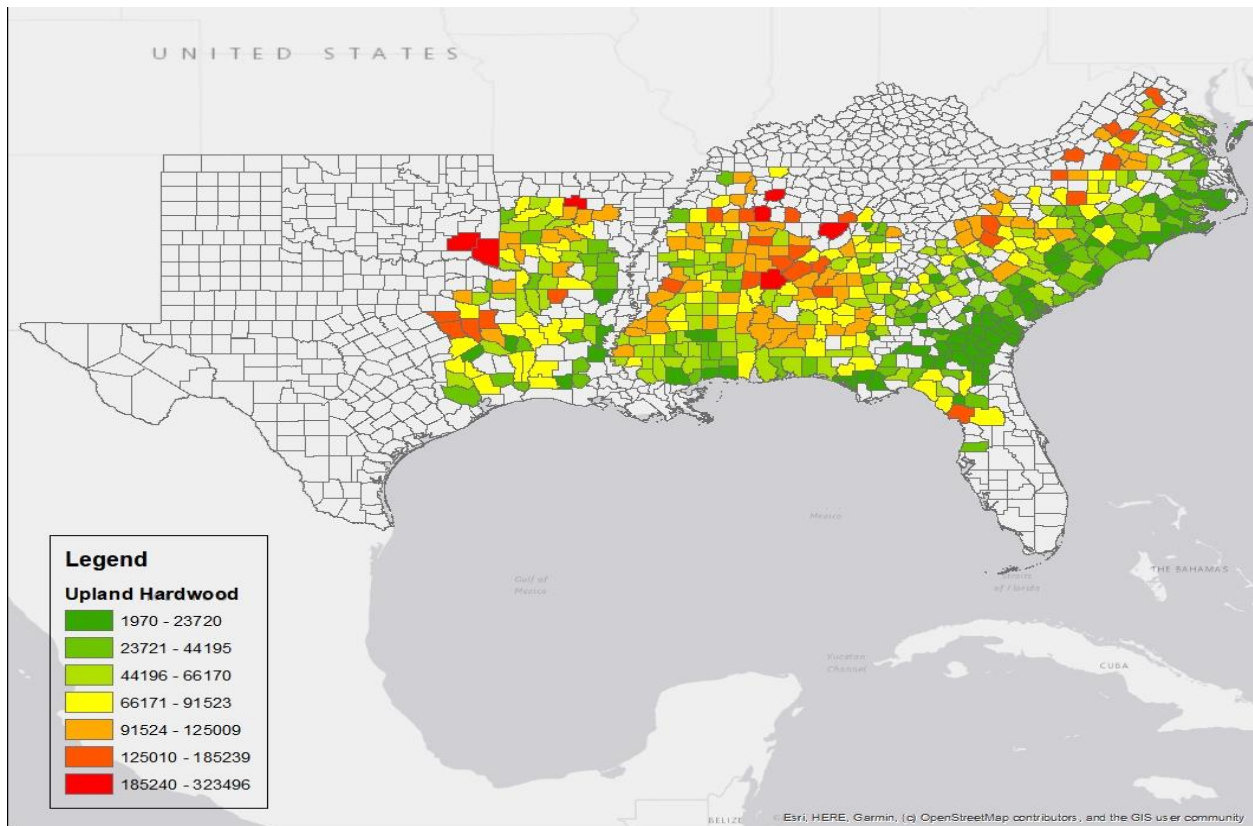 UNITED STATES
Mexico
Gulf of
Mexico
Straits
of Florida
THE BAHAMAS
Yucatan
Channel
CUBA
BELIZE
Legend
Upland Hardwood
1970 - 23720
23721 - 44195
44196 - 66170
66171 - 91523
91524 - 125009
125010 - 185239
185240 - 323496
Esri, HERE, Garmin, (c) OpenStreetMap contributors, and the GIS user community